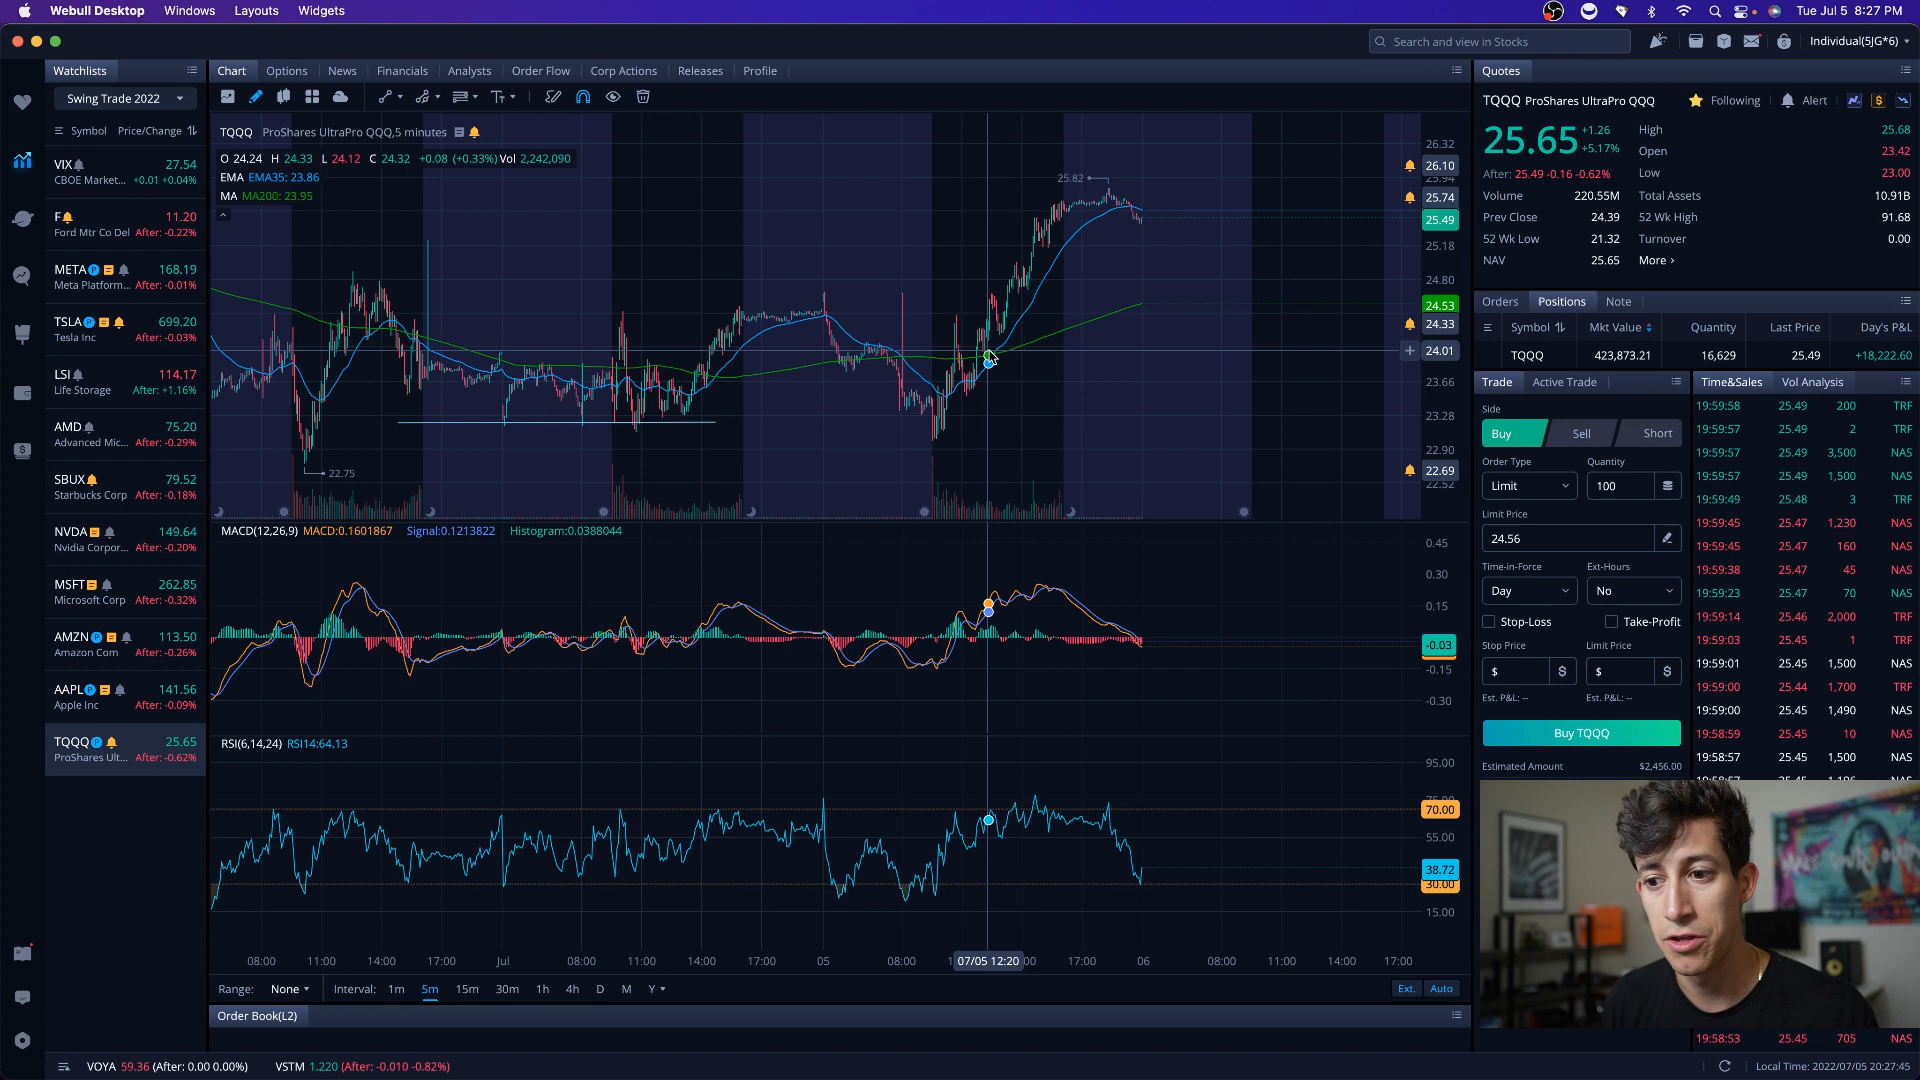 Webull Desktop Windows Layouts Widgets
Tue Jul 5 8:27 PM
Search and view in Stocks
Individual(5JG*6)
Watchlists
Swing Trade 2022
Symbol Price/Change
VIX 27.54
CBOE Market... +0.01 +0.04%
F 11.20
Ford Mtr Co Del After: -0.22%
META 168.19
Meta Platform... After: -0.01%
TSLA 699.20
Tesla Inc After: -0.03%
LSI 114.17
Life Storage After: +1.16%
AMD 75.20
Advanced Mic... After: -0.29%
SBUX 79.52
Starbucks Corp After: -0.18%
NVDA 149.64
Nvidia Corpor... After: -0.20%
MSFT 262.85
Microsoft Corp After: -0.32%
AMZN 113.50
Amazon Com After: -0.26%
AAPL 141.56
Apple Inc After: -0.09%
TQQQ 25.65
ProShares Ult... After: -0.62%
Chart Options News Financials Analysts Order Flow Corp Actions Releases Profile
TQQQ ProShares UltraPro QQQ,5 minutes
O 24.24 H 24.33 L 24.12 C 24.32 +0.08 (+0.33%) Vol 2,242,090
EMA EMA35: 23.86
MA MA200: 23.95
25.82
22.75
26.32
26.10
25.94
25.74
25.49
25.18
24.80
24.53
24.33
24.01
23.66
23.28
22.90
22.69
22.52
MACD(12,26,9) MACD:0.1601867 Signal:0.1213822 Histogram:0.0388044
0.45
0.30
0.15
-0.03
-0.15
-0.30
RSI(6,14,24) RSI14:64.13
95.00
70.00
55.00
38.72
30.00
15.00
08:00 11:00 14:00 17:00 Jul 08:00 11:00 14:00 17:00 05 08:00 07/05 12:20 17:00 06 08:00 11:00 14:00 17:00
Range: None Interval: 1m 5m 15m 30m 1h 4h D M Y
Ext. Auto
Order Book(L2)
Quotes
TQQQ ProShares UltraPro QQQ Following Alert
25.65 +1.26
+5.17%
After: 25.49 -0.16 -0.62%
High 25.68
Open 23.42
Low 23.00
Volume 220.55M Total Assets 10.91B
Prev Close 24.39 52 Wk High 91.68
52 Wk Low 21.32 Turnover 0.00
NAV 25.65 More
Orders Positions Note
Symbol Mkt Value Quantity Last Price Day's P&L
TQQQ 423,873.21 16,629 25.49 +18,222.60
Trade Active Trade
Side
Buy Sell Short
Order Type Quantity
Limit 100
Limit Price
24.56
Time-in-Force Ext-Hours
Day No
Stop-Loss Take-Profit
Stop Price Limit Price
$ $ $ $
Est. P&L: -- Est. P&L: --
Buy TQQQ
Estimated Amount $2,456.00
Time&Sales Vol Analysis
19:59:58 25.49 200 TRF
19:59:57 25.49 2 TRF
19:59:57 25.49 3,500 NAS
19:59:57 25.49 1,500 NAS
19:59:49 25.48 3 TRF
19:59:45 25.47 1,230 NAS
19:59:45 25.47 160 NAS
19:59:38 25.47 45 NAS
19:59:23 25.47 70 NAS
19:59:14 25.46 2,000 TRF
19:59:03 25.45 1 TRF
19:59:01 25.45 1,500 NAS
19:59:00 25.44 1,700 TRF
19:59:00 25.45 1,490 NAS
19:58:59 25.45 10 NAS
19:58:57 25.45 1,500 NAS
19:58:53 25.45 705 NAS
VOYA 59.36 (After: 0.00 0.00%) VSTM 1.220 (After: -0.010 -0.82%)
Local Time: 2022/07/05 20:27:45